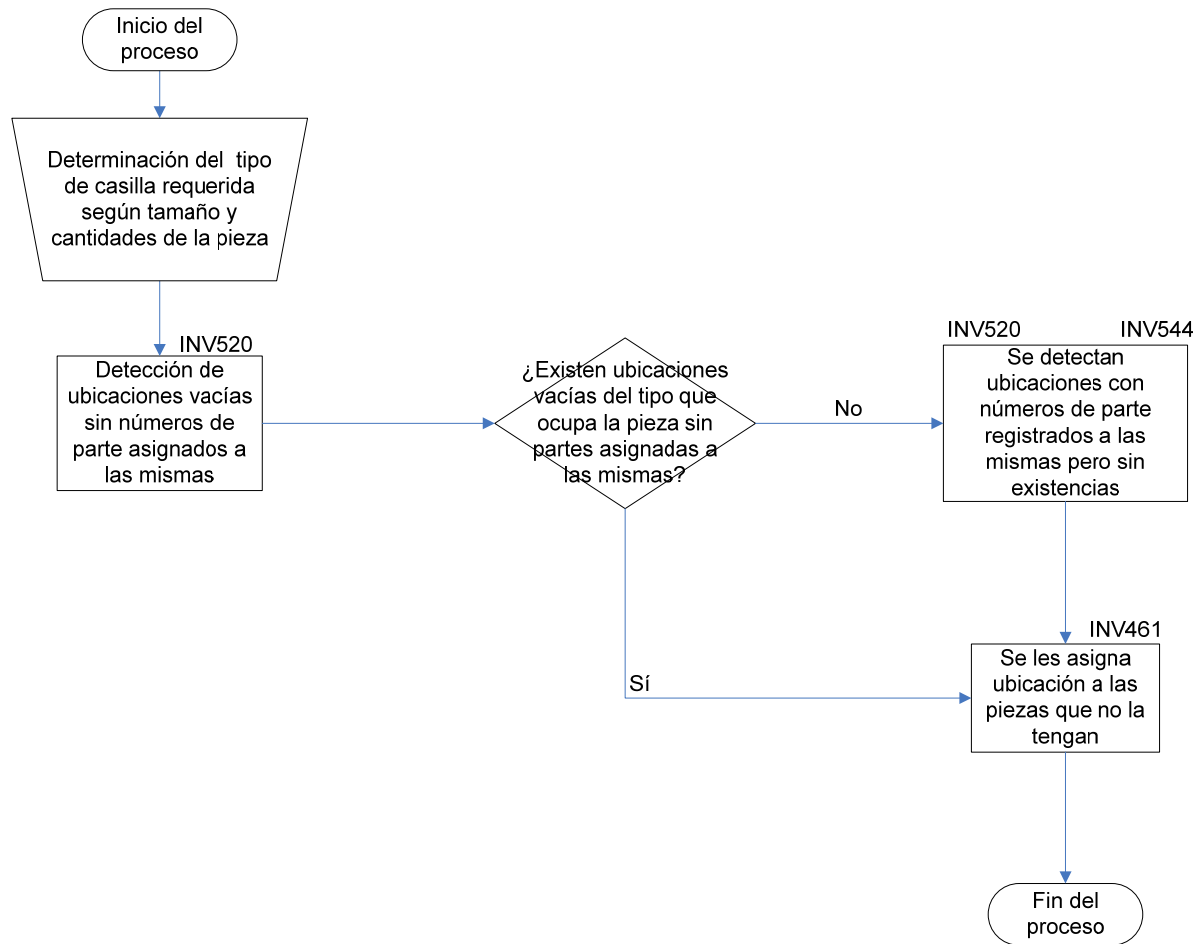 Inicio del
proceso
Determinación del tipo
de casilla requerida
según tamaño y
cantidades de la pieza
INV520
Detección de
ubicaciones vacías
sin números de
parte asignados a
las mismas
¿Existen ubicaciones
vacías del tipo que
ocupa la pieza sin
partes asignadas a
las mismas?
No
Sí
INV520
INV544
Se detectan
ubicaciones con
números de parte
registrados a las
mismas pero sin
existencias
INV461
Se les asigna
ubicación a las
piezas que no la
tengan
Fin del
proceso